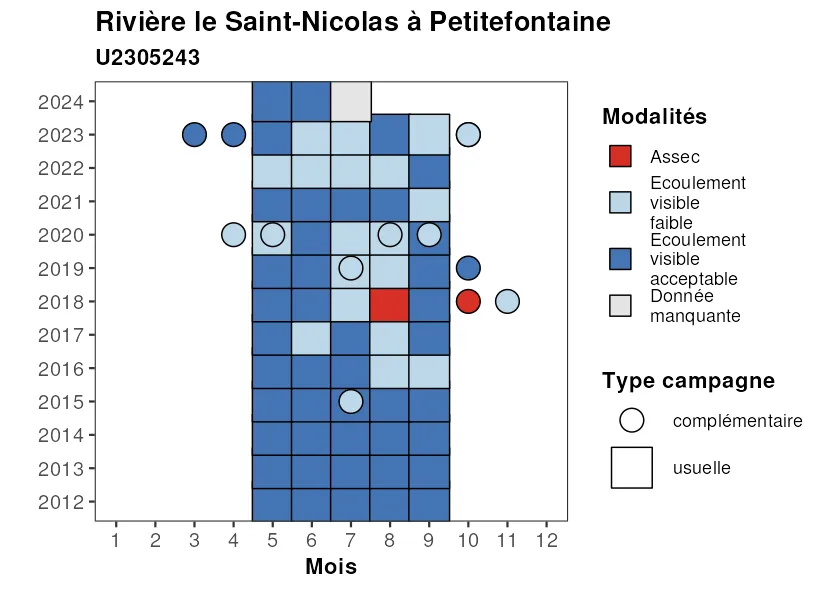 Rivière le Saint-Nicolas à Petitefontaine
U2305243
2024
2023
2022
2021
2020
2019
2018
2017
2016
2015
2014
2013
2012
1 2 3 4 5 6 7 8 9 10 11 12
Mois
Modalités
Assec
Ecoulement
visible
faible
Ecoulement
visible
acceptable
Donnée
manquante
Type campagne
complémentaire
usuelle